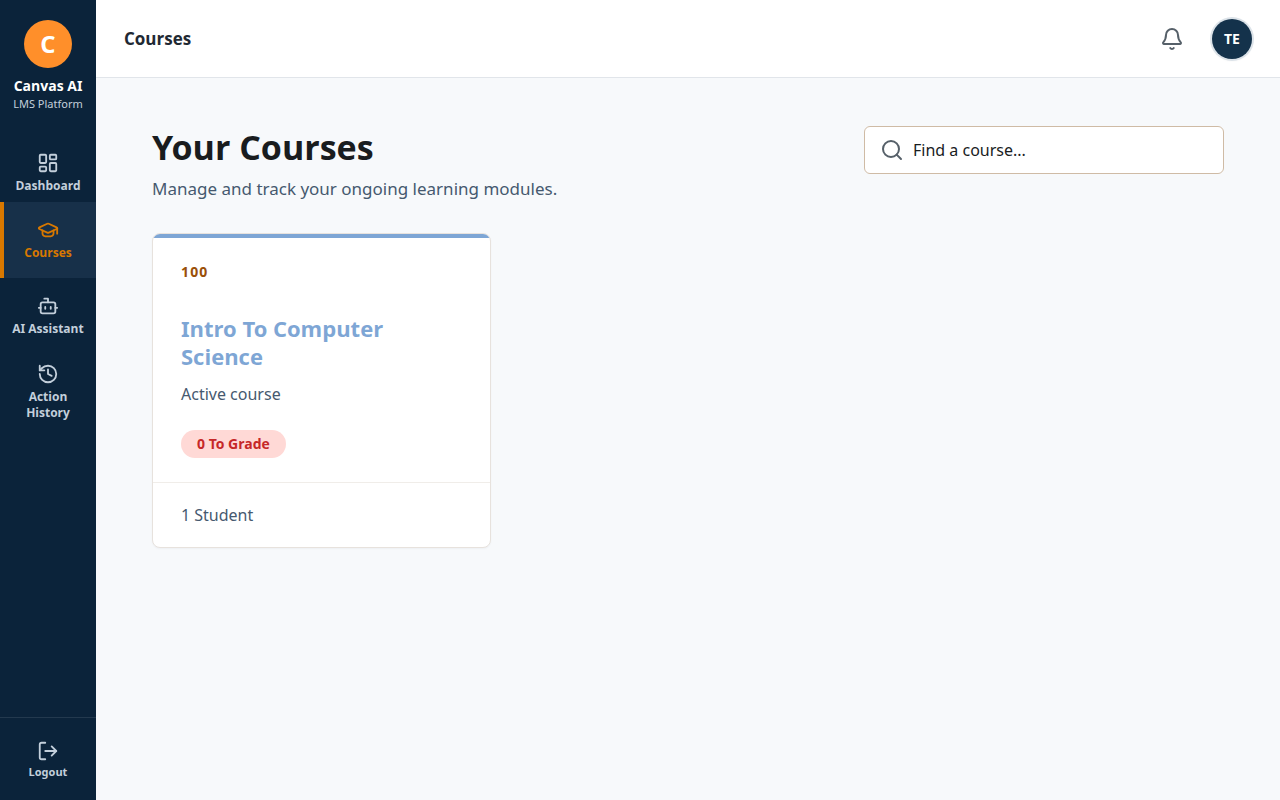 C
Canvas AI
LMS Platform
Dashboard
Courses
AI Assistant
Action
History
Logout
Courses
TE
Your Courses
Manage and track your ongoing learning modules.
Find a course...
100
Intro To Computer
Science
Active course
0 To Grade
1 Student